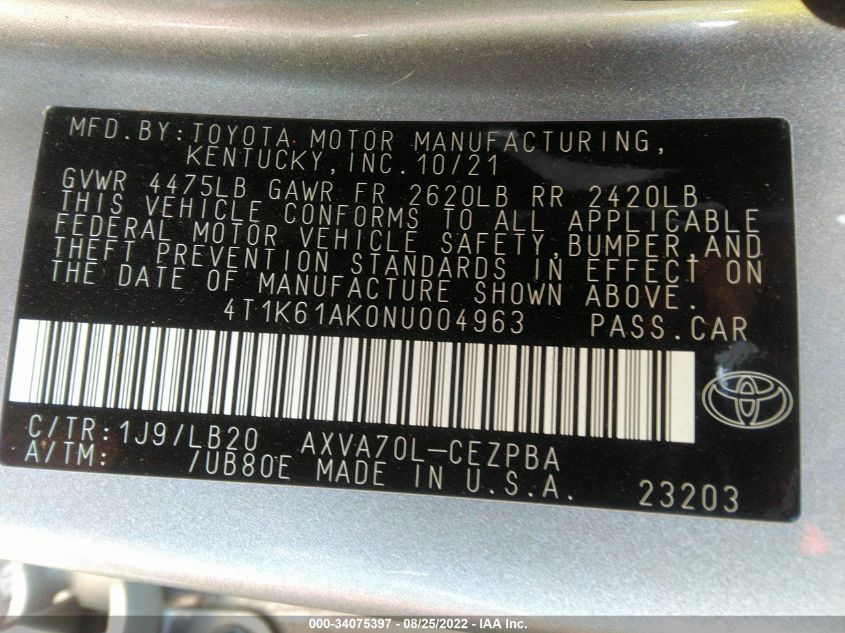 MFD. BY: TOYOTA MOTOR MANUFACTURING,
KENTUCKY, INC. 10/21
GVWR 4475LB GAWR FR 2620LB RR 2420LB
THIS VEHICLE CONFORMS TO ALL APPLICABLE
FEDERAL MOTOR VEHICLE SAFETY, BUMPER, AND
THEFT PREVENTION STANDARDS IN EFFECT ON
THE DATE OF MANUFACTURE SHOWN ABOVE.
4T1K61AK0NU004963 PASS. CAR
C/TR: 1J9/LB20 AXVA70L-CEZPBA
A/TM: /UB80E MADE IN U.S.A. 23203
000-34075397 - 08/25/2022 - IAA Inc.